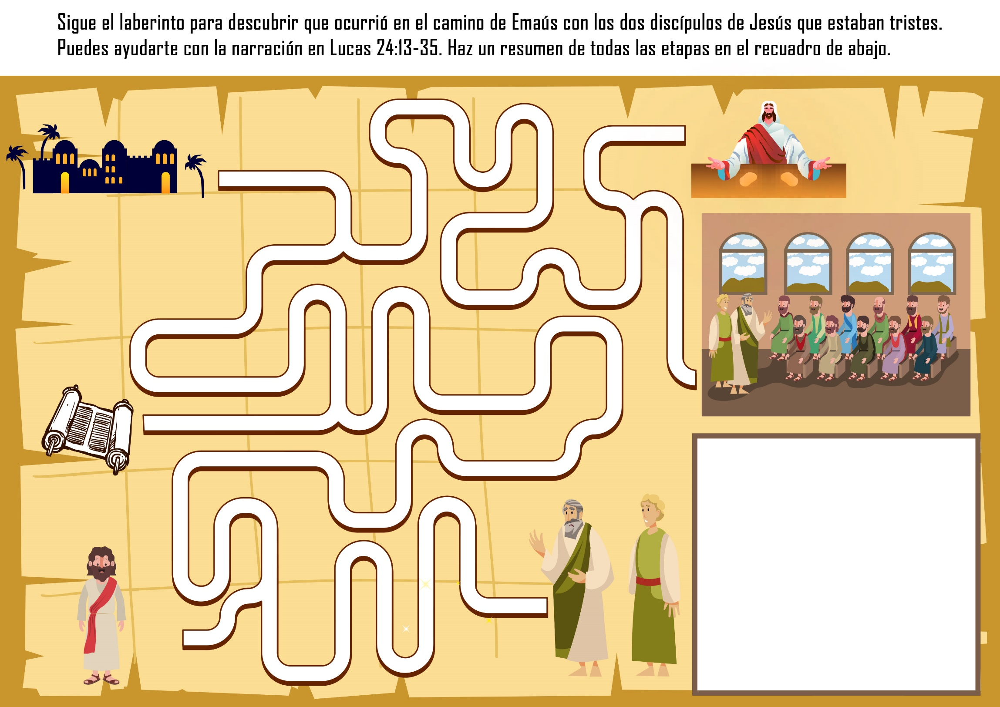 Sigue el laberinto para descubrir que ocurrió en el camino de Emaús con los dos discípulos de Jesús que estaban tristes.
Puedes ayudarte con la narración en Lucas 24:13-35. Haz un resumen de todas las etapas en el recuadro de abajo.